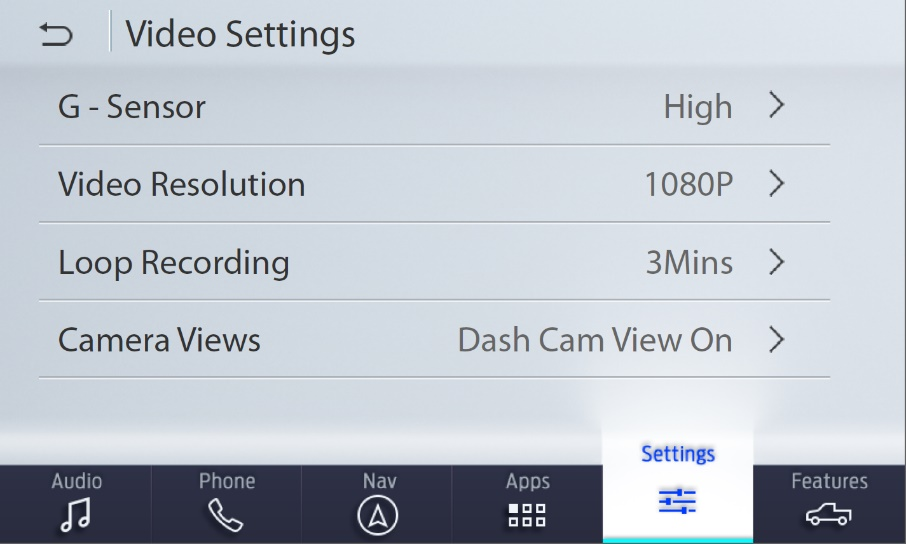 Video Settings
G - Sensor High
Video Resolution 1080P
Loop Recording 3Mins
Camera Views Dash Cam View On
Audio Phone Nav Apps Settings Features